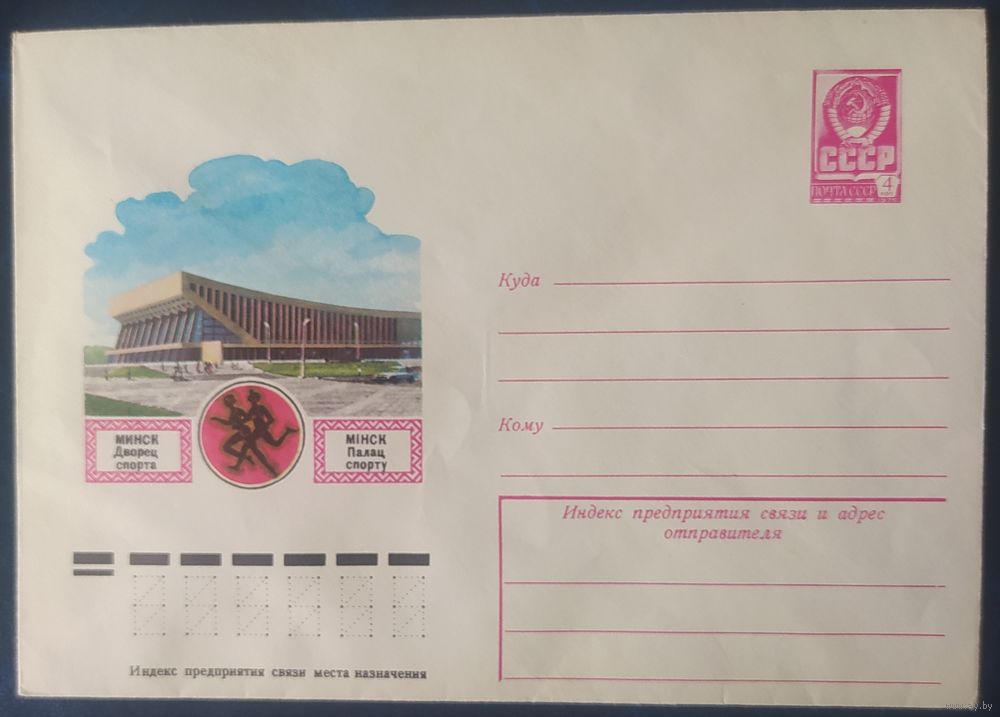 СССР
ПОЧТА СССР
4
Куда
Кому
МИНСК
Дворец
спорта
МІНСК
Палац
спорту
Индекс предприятия связи и адрес
отправителя
Индекс предприятия связи места назначения